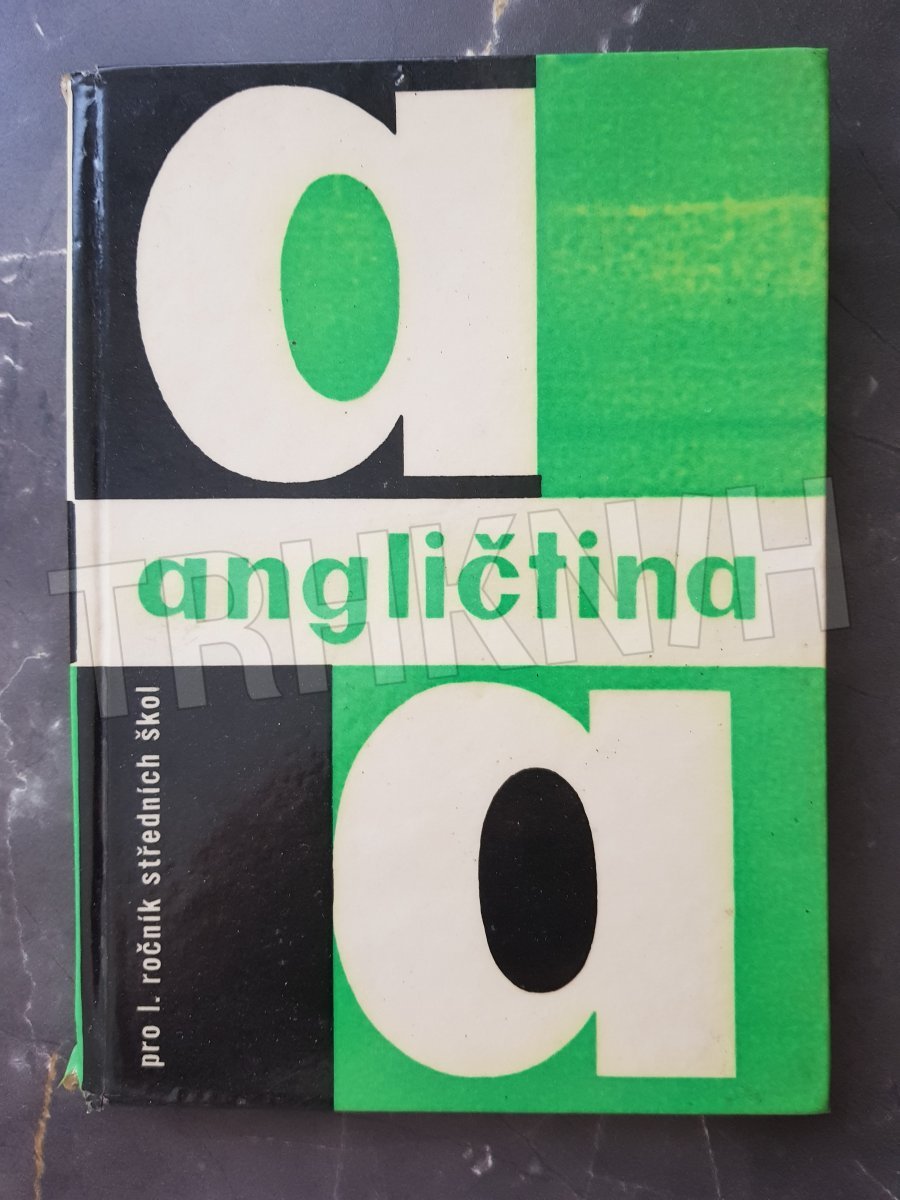 a
angličtina
TRHKNIH
pro I. ročník středních škol
a